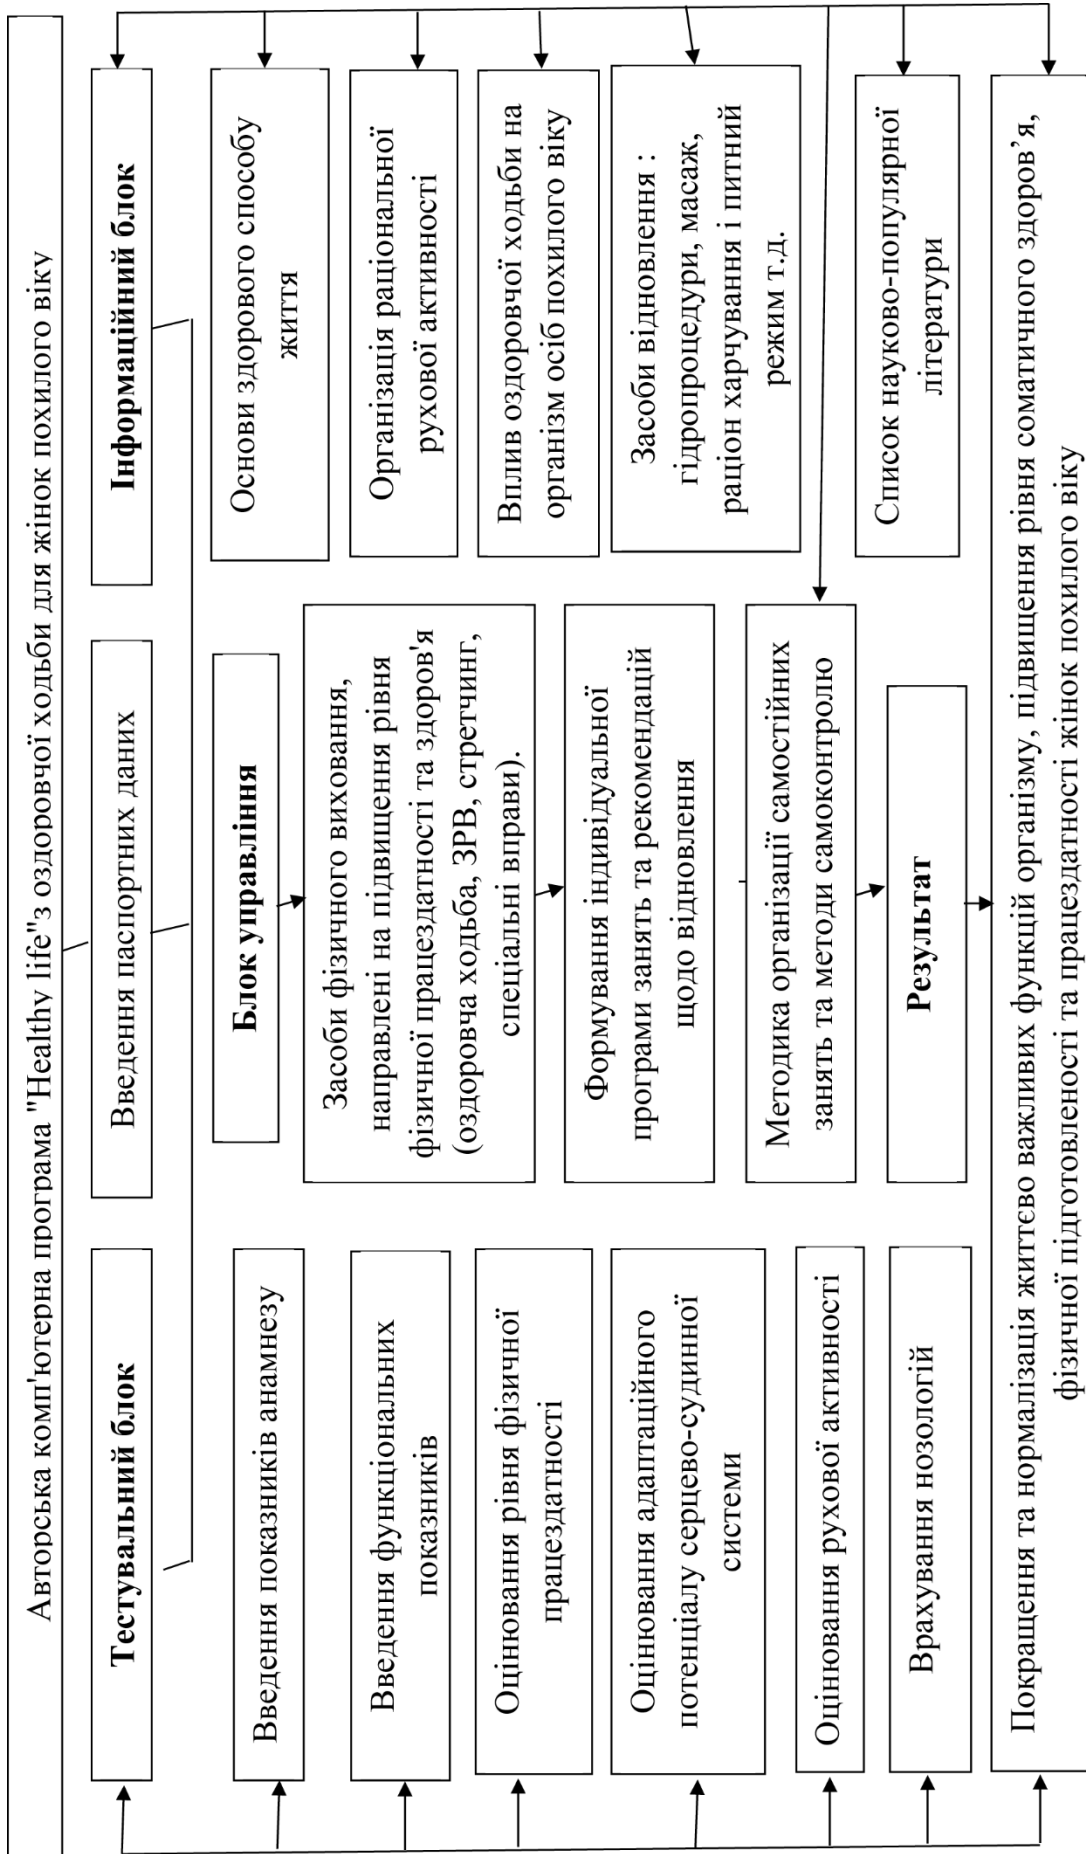 Авторська комп'ютерна програма "Healthy life"з оздоровчої ходьби для жінок похилого віку
Тестувальний блок
Введення паспортних даних
Інформаційний блок
Введення показників анамнезу
Введення функціональних
показників
Оцінювання рівня фізичної
працездатності
Оцінювання адаптаційного
потенціалу серцево-судинної
системи
Оцінювання рухової активності
Врахування нозологій
Блок управління
Засоби фізичного виховання,
направлені на підвищення рівня
фізичної працездатності та здоров'я
(оздоровча ходьба, ЗРВ, стретчинг,
спеціальні вправи).
Формування індивідуальної
програми занять та рекомендацій
щодо відновлення
Методика організації самостійних
занять та методи самоконтролю
Результат
Основи здорового способу
життя
Організація раціональної
рухової активності
Вплив оздоровчої ходьби на
організм осіб похилого віку
Засоби відновлення :
гідропроцедури, масаж,
раціон харчування і питний
режим т.д.
Список науково-популярної
літератури
Покращення та нормалізація життєво важливих функцій організму, підвищення рівня соматичного здоров’я,
фізичної підготовленості та працездатності жінок похилого віку